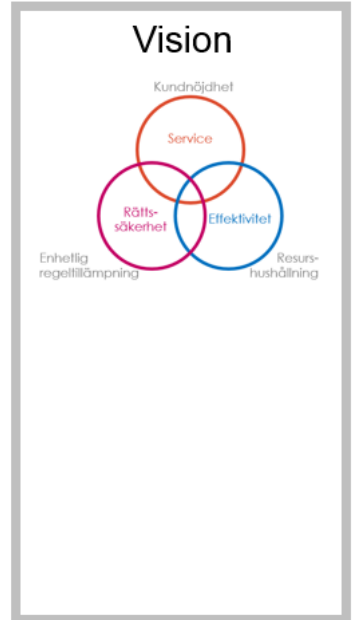 Vision
Kundnöjdhet
Service
Rätts-
säkerhet
Effektivitet
Enhetlig
regeltillämpning
Resurs-
hushållning